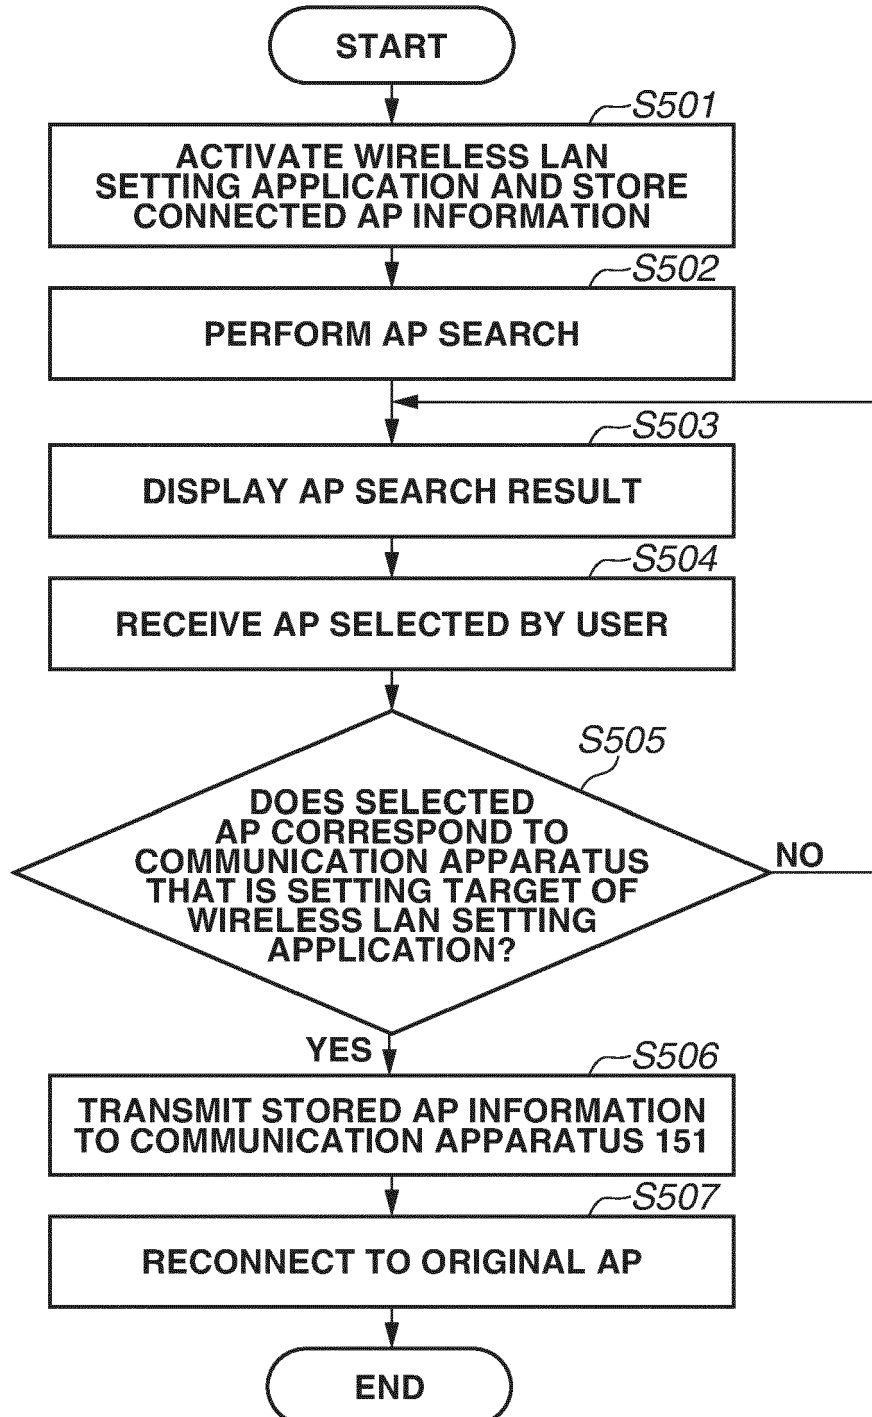 START
S501
ACTIVATE WIRELESS LAN
SETTING APPLICATION AND STORE
CONNECTED AP INFORMATION
S502
PERFORM AP SEARCH
S503
DISPLAY AP SEARCH RESULT
S504
RECEIVE AP SELECTED BY USER
S505
DOES SELECTED
AP CORRESPOND TO
COMMUNICATION APPARATUS
THAT IS SETTING TARGET OF
WIRELESS LAN SETTING
APPLICATION?
NO
YES
S506
TRANSMIT STORED AP INFORMATION
TO COMMUNICATION APPARATUS 151
S507
RECONNECT TO ORIGINAL AP
END